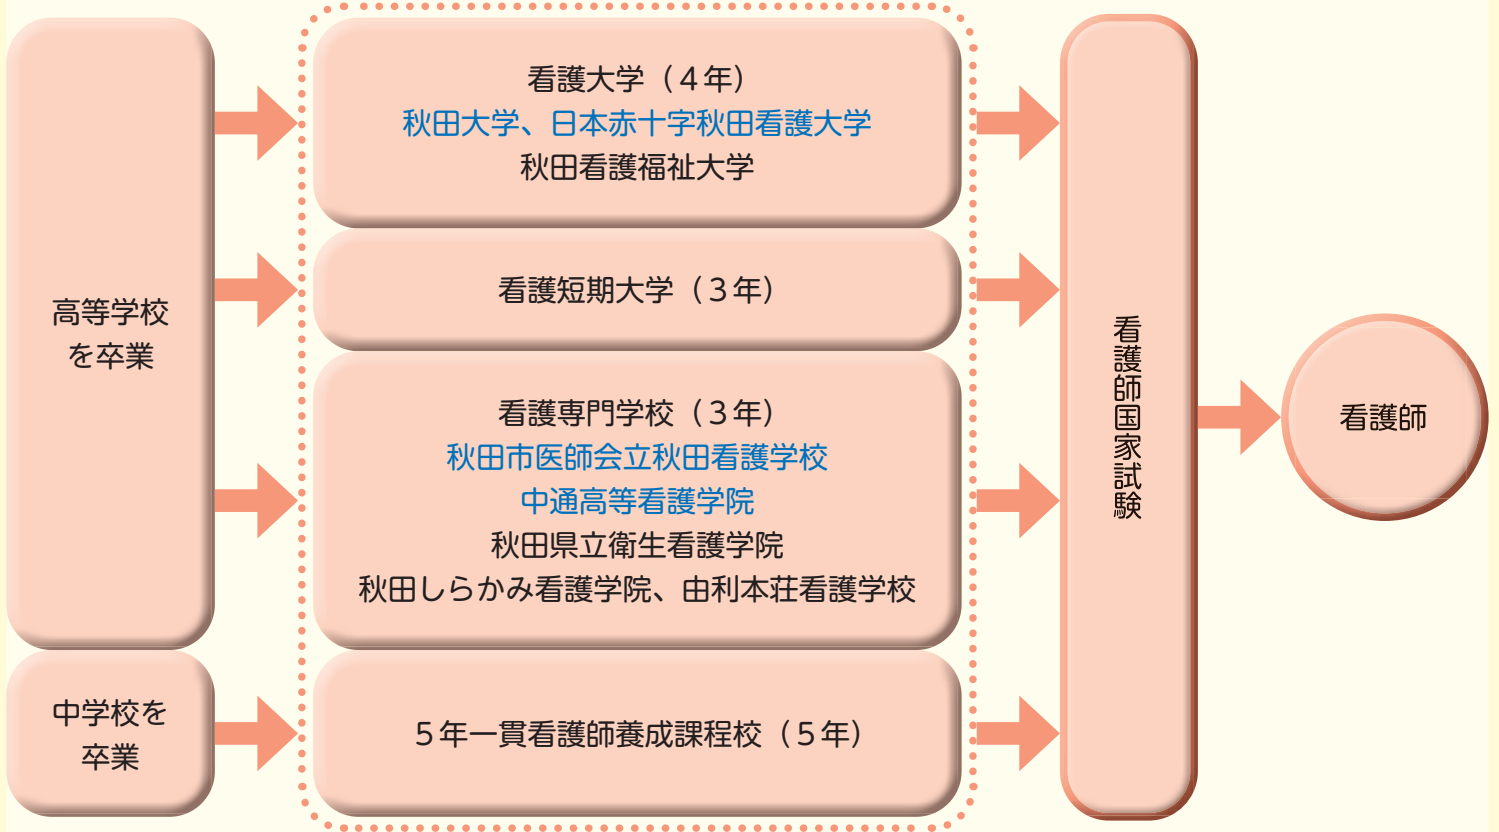 高等学校
を卒業
看護大学（４年）
秋田大学、日本赤十字秋田看護大学
秋田看護福祉大学
看護短期大学（３年）
看護専門学校（３年）
秋田市医師会立秋田看護学校
中通高等看護学院
秋田県立衛生看護学院
秋田しらかみ看護学院、由利本荘看護学校
中学校を
卒業
５年一貫看護師養成課程校（５年）
看護師国家試験
看護師